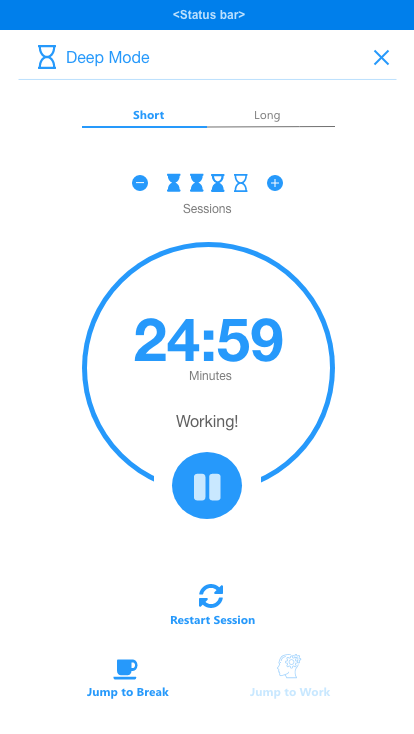 <Status bar>
Deep Mode
Short
Long
Sessions
24:59
Minutes
Working!
Restart Session
Jump to Break
Jump to Work